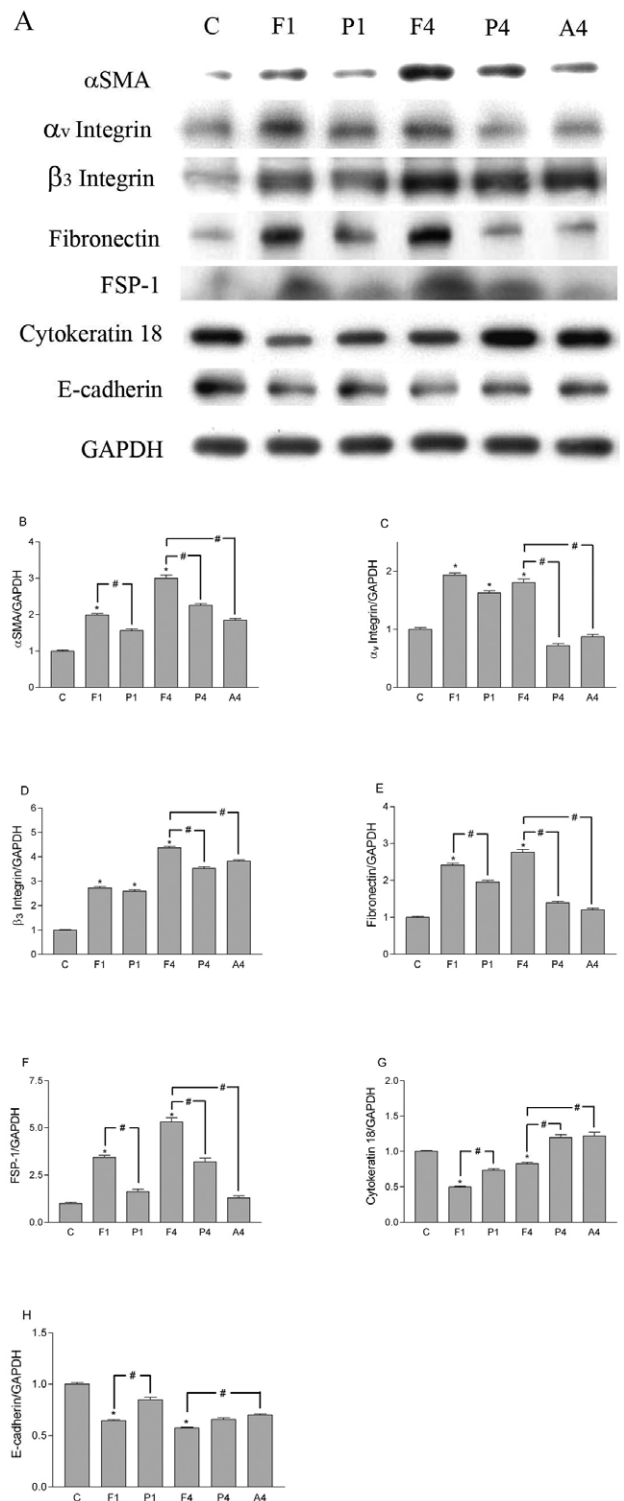 A
C F1 P1 F4 P4 A4
αSMA
αv Integrin
β3 Integrin
Fibronectin
FSP-1
Cytokeratin 18
E-cadherin
GAPDH
B
αSMA/GAPDH
4
3
2
1
0
* # * # #
C F1 P1 F4 P4 A4
C
αv Integrin/GAPDH
2
1
0
* * * # #
C F1 P1 F4 P4 A4
D
β3 Integrin/GAPDH
6
5
4
3
2
1
0
* * * # #
C F1 P1 F4 P4 A4
E
Fibronectin/GAPDH
4
3
2
1
0
* # * # #
C F1 P1 F4 P4 A4
F
FSP-1/GAPDH
7.5
5.0
2.5
0.0
* # * # #
C F1 P1 F4 P4 A4
G
Cytokeratin 18/GAPDH
2.0
1.5
1.0
0.5
0.0
* # * # #
C F1 P1 F4 P4 A4
H
E-cadherin/GAPDH
1.5
1.0
0.5
0.0
* # * #
C F1 P1 F4 P4 A4